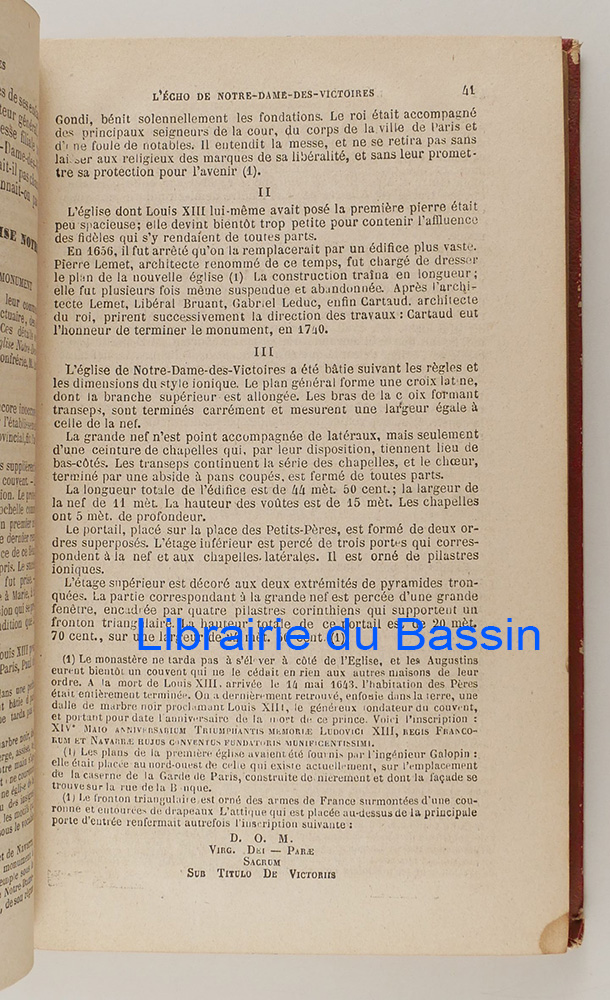 L'ÉCHO DE NOTRE-DAME-DES-VICTOIRES 41
Gondi, bénit solennellement les fondations. Le roi était accompagné
des principaux seigneurs de la cour, du corps de la ville de Paris et
d'une foule de notables. Il entendit la messe, et ne se retira pas sans
laisser aux religieux des marques de sa libéralité, et sans leur promet-
tre sa protection pour l'avenir (1).
II
L'église dont Louis XIII lui-même avait posé la première pierre était
peu spacieuse; elle devint bientôt trop petite pour contenir l'affluence
des fidèles qui s'y rendaient de toutes parts.
En 1656, il fut arrêté qu'on la remplacerait par un édifice plus vaste.
Pierre Lemet, architecte renommé de ce temps, fut chargé de dresser
le plan de la nouvelle église (1) La construction traîna en longueur;
elle fut plusieurs fois même suspendue et abandonnée. Après l'archi-
tecte Lemet, Libéral Bruant, Gabriel Leduc, enfin Cartaud. architecte
du roi, prirent successivement la direction des travaux : Cartaud eut
l'honneur de terminer le monument, en 1740.
III
L'église de Notre-Dame-des-Victoires a été bâtie suivant les règles et
les dimensions du style ionique. Le plan général forme une croix latine,
dont la branche supérieure est allongée. Les bras de la c oix formant
transeps, sont terminés carrément et mesurent une largeur égale à
celle de la nef.
La grande nef n'est point accompagnée de latéraux, mais seulement
d'une ceinture de chapelles qui, par leur disposition, tiennent lieu de
bas-côtés. Les transeps continuent la série des chapelles, et le chœur,
terminé par une abside à pans coupés, est fermé de toutes parts.
La longueur totale de l'édifice est de 44 mèt. 50 cent.; la largeur de
la nef de 11 mèt. La hauteur des voûtes est de 15 mèt. Les chapelles
ont 5 mèt. de profondeur.
Le portail, placé sur la place des Petits-Pères, est formé de deux or-
dres superposés. L'étage inférieur est percé de trois portes qui corres-
pondent à la nef et aux chapelles latérales. Il est orné de pilastres
ioniques.
L'étage supérieur est décoré aux deux extrémités de pyramides tron-
quées. La partie correspondant à la grande nef est percée d'une grande
fenêtre, encadrée par quatre pilastres corinthiens qui supportent un
fronton triangulaire. La hauteur totale de ce portail est de 20 mèt.
70 cent., sur une largeur de mèt. 50 cent. (1)
Librairie du Bassin
(1) Le monastère ne tarda pas à s'él ver à côté de l'Eglise, et les Augustins
eurent bientôt un couvent qui ne le cédait en rien aux autres maisons de leur
ordre. A la mort de Louis XIII. arrivée le 14 mai 1643. l'habitation des Pères
était entièrement terminée. On a dernièrement retrouvé, enfouie dans la terre, une
dalle de marbre noir proclamant Louis XIII, le généreux fondateur du couvent,
et portant pour date l'anniversaire de la mort de ce prince. Voici l'inscription :
XIVº MAIO ANNIVERSARIUM TRIUMPHANTIS MEMORIÆ LUDOVICI XIII, REGIS FRANCO-
RUM ET NAVARRÆ HUJUS CONVENTUS FUNDATORIS MUNIFICENTISSIMI.
(1) Les plans de la première église avaient été fournis par l'ingénieur Galopin :
elle était placée au nord-ouest de celle qui existe actuellement, sur l'emplacement
de la caserne de la Garde de Paris, construite dernièrement et dont la façade se
trouve sur la rue de la Banque.
(1) Le fronton triangulaire est orné des armes de France surmontées d'une cou-
ronne et entourées de drapeaux L'attique qui est placée au-dessus de la principale
porte d'entrée renfermait autrefois l'inscription suivante :
D. O. M.
VIRG. DEI — PARÆ
SACRUM
SUB TITULO DE VICTORIIS